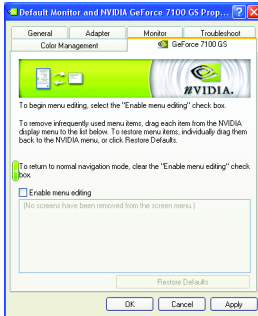 Default Monitor and NVIDIA GeForce 7100 GS Prop...
General Adapter Monitor Troubleshoot
Color Management GeForce 7100 GS
NVIDIA.
To begin menu editing, select the "Enable menu editing" check box.
To remove infrequently used menu items, drag each item from the NVIDIA
display menu to the list below. To restore menu items, individually drag them
back to the NVIDIA menu, or click Restore Defaults.
To return to normal navigation mode, clear the "Enable menu editing" check
box.
Enable menu editing
(No screens have been removed from the screen menu.)
Restore Defaults
OK Cancel Apply